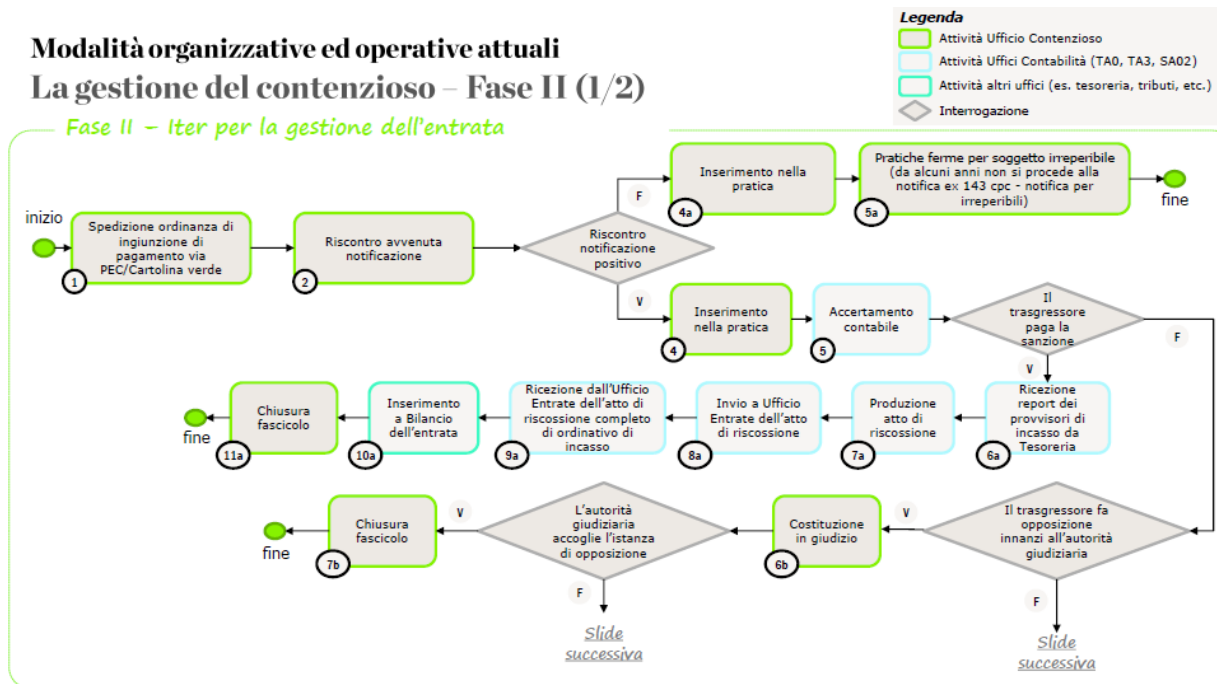 Modalità organizzative ed operative attuali
La gestione del contenzioso – Fase II (1/2)
Legenda
Attività Ufficio Contenzioso
Attività Uffici Contabilità (TA0, TA3, SA02)
Attività altri uffici (es. tesoreria, tributi, etc.)
Interrogazione
Fase II – Iter per la gestione dell'entrata
inizio
Spedizione ordinanza di
ingiunzione di
pagamento via
PEC/Cartolina verde
1
Riscontro avvenuta
notificazione
2
Riscontro
notificazione
positivo
F
Inserimento nella
pratica
4a
Pratiche ferme per soggetto irreperibile
(da alcuni anni non si procede alla
notifica ex 143 cpc - notifica per
irreperibili)
5a
fine
V
Inserimento
nella pratica
4
Accertamento
contabile
5
Il
trasgressore
paga la
sanzione
F
V
Ricezione
report dei
provvisori di
incasso da
Tesoreria
6a
Produzione
atto di
riscossione
7a
Invio a Ufficio
Entrate dell'atto
di riscossione
8a
Ricezione dall'Ufficio
Entrate dell'atto di
riscossione completo
di ordinativo di
incasso
9a
Inserimento
a Bilancio
dell'entrata
10a
Chiusura
fascicolo
11a
fine
Il trasgressore fa
opposizione
innanzi all'autorità
giudiziaria
V
Costituzione
in giudizio
6b
L'autorità
giudiziaria
accoglie l'istanza
di opposizione
V
Chiusura
fascicolo
7b
fine
F
Slide
successiva
F
Slide
successiva